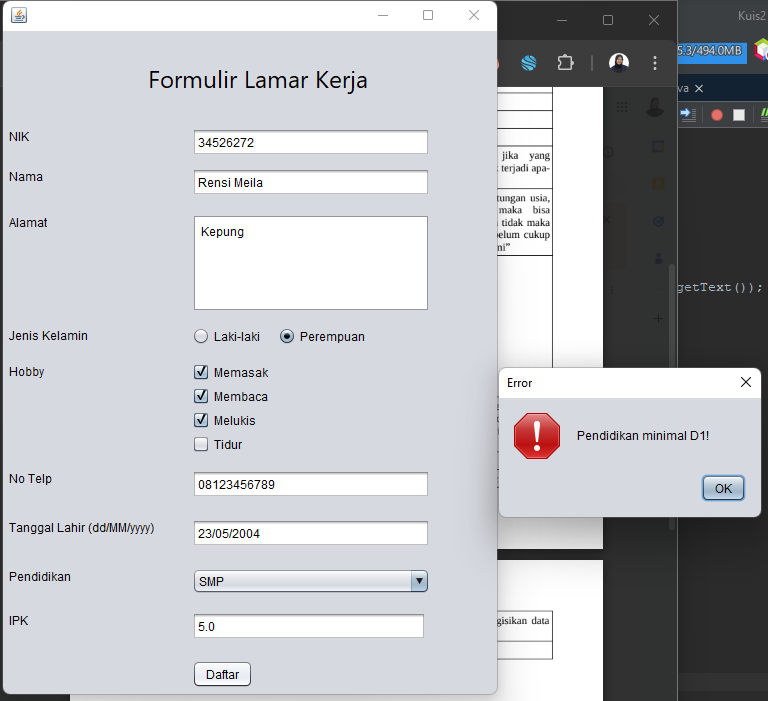 Formulir Lamar Kerja
NIK
34526272
Nama
Rensi Meila
Alamat
Kepung
Jenis Kelamin
Laki-laki
Perempuan
Hobby
Memasak
Membaca
Melukis
Tidur
No Telp
08123456789
Tanggal Lahir (dd/MM/yyyy)
23/05/2004
Pendidikan
SMP
IPK
5.0
Daftar
Error
Pendidikan minimal D1!
OK
jika yang
terjadi apa-
tungan usia,
maka bisa
tidak maka
elum cukup
ni”
gisikan data
Kuis2
5.3/494.0MB
va
getText());